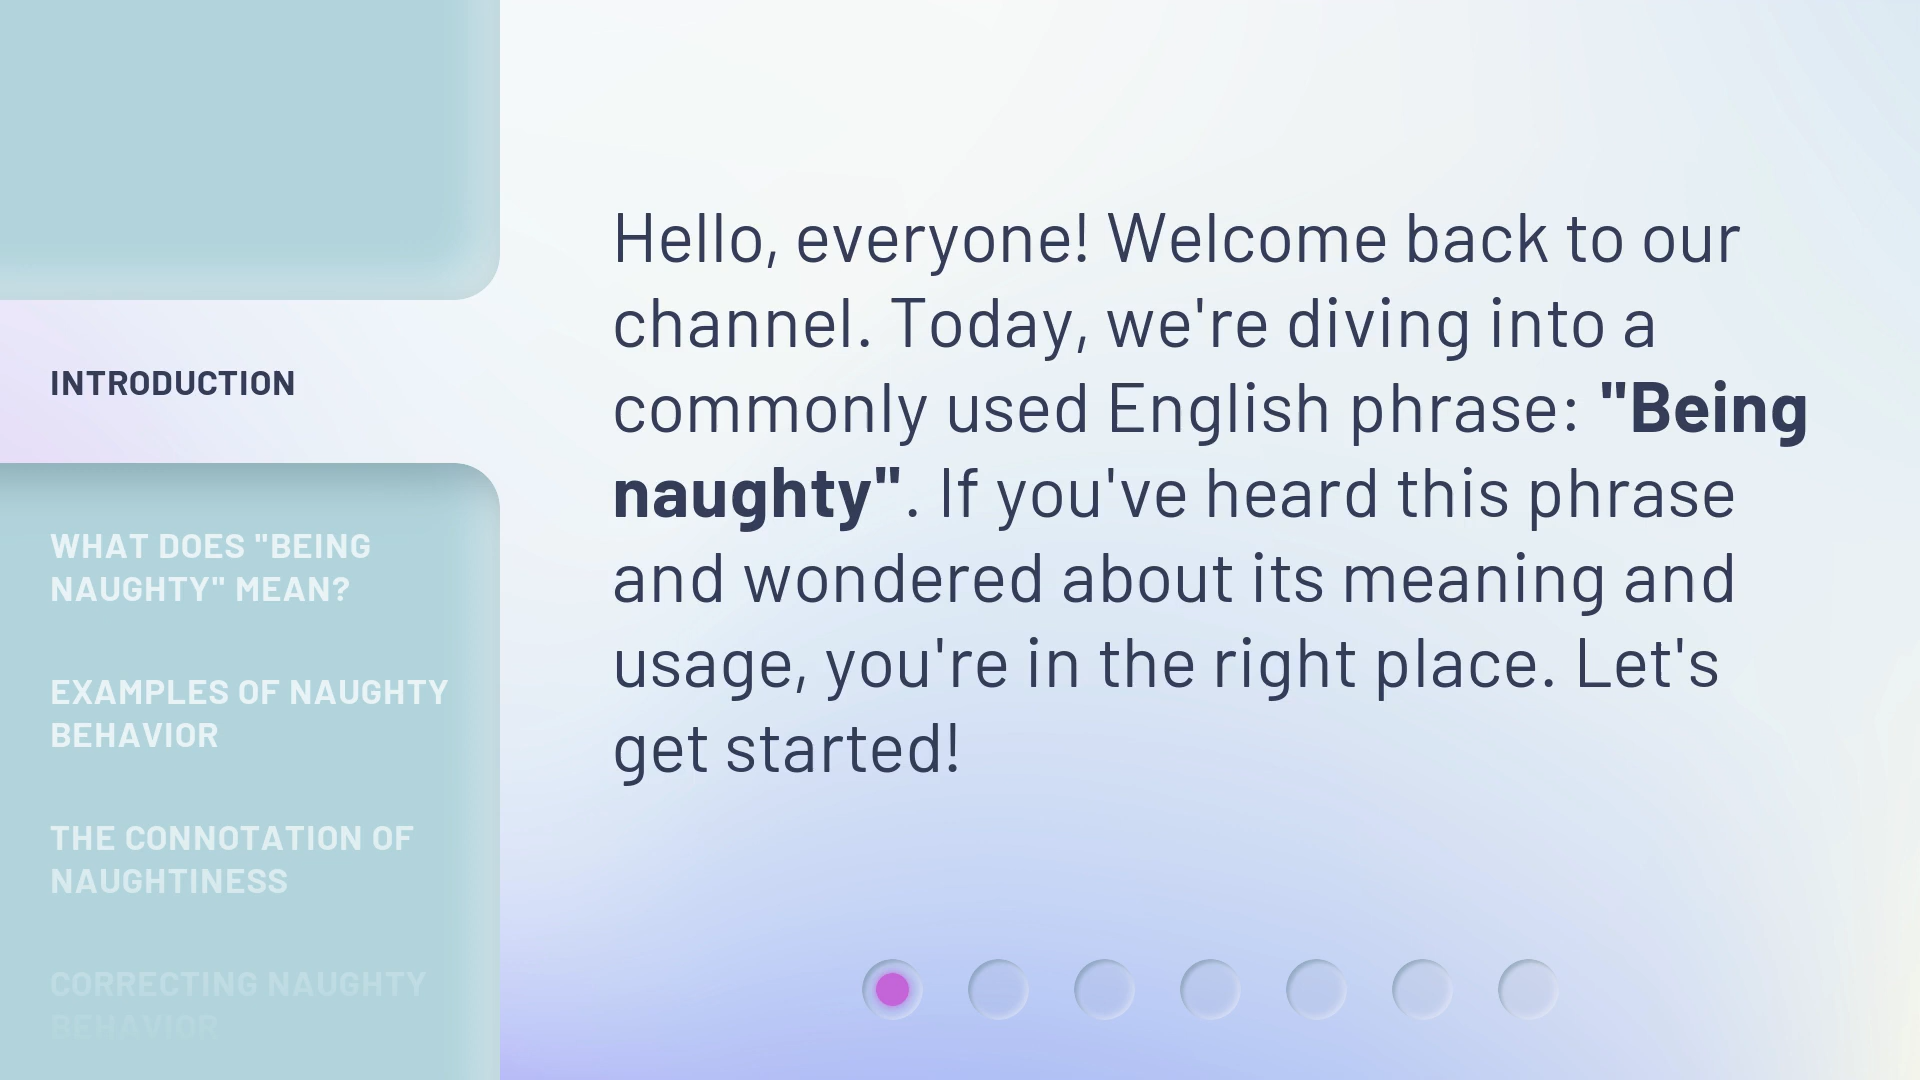 INTRODUCTION
WHAT DOES "BEING
NAUGHTY" MEAN?
EXAMPLES OF NAUGHTY
BEHAVIOR
THE CONNOTATION OF
NAUGHTINESS
CORRECTING NAUGHTY
BEHAVIOR
Hello, everyone! Welcome back to our
channel. Today, we're diving into a
commonly used English phrase: "Being
naughty". If you've heard this phrase
and wondered about its meaning and
usage, you're in the right place. Let's
get started!